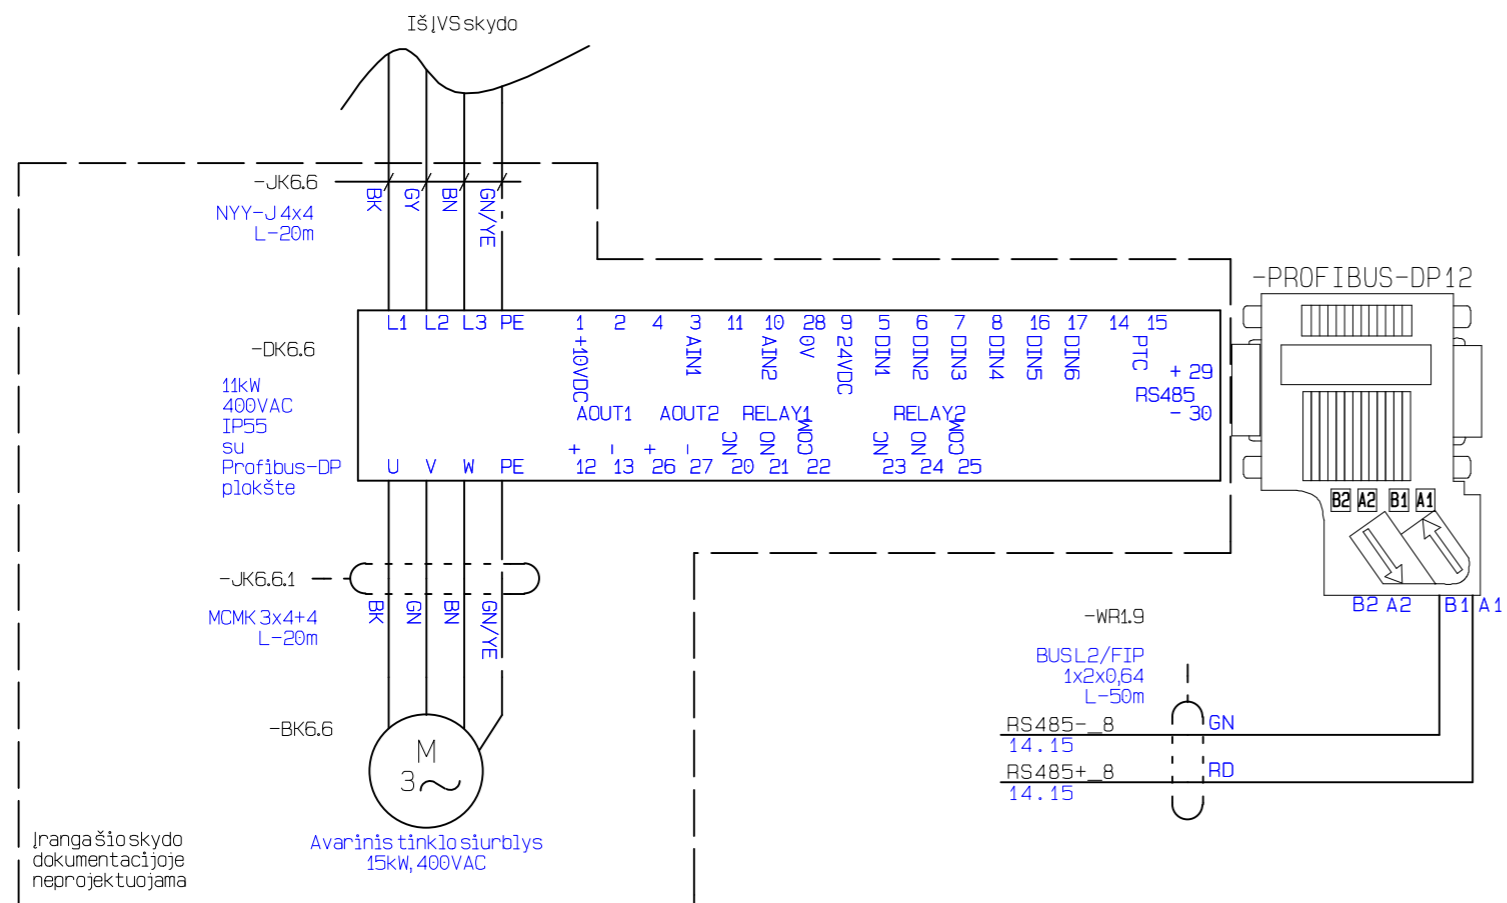 Iš ĮVS skydo
-JK6.6
NYY-J 4x4
L-20m
BK
GY
BN
GN/YE
-PROFIBUS-DP12
L1 L2 L3 PE 1 2 4 3 11 10 28 9 5 6 7 8 16 17 14 15
+10VDC
AIN1
AIN2
0V
24VDC
DIN1
DIN2
DIN3
DIN4
DIN5
DIN6
PTC
+ 29
RS485
- 30
-DK6.6
11kW
400VAC
IP55
su
Profibus-DP
plokšte
AOUT1 AOUT2 RELAY1 RELAY2
+ - + -
NC
NO
COM
NC
NO
COM
U V W PE 12 13 26 27 20 21 22 23 24 25
B2 A2 B1 A1
B2 A2 B1 A1
-JK6.6.1
MCMK 3x4+4
L-20m
BK
GN
BN
GN/YE
-WR1.9
BUS L2/FIP
1x2x0,64
L-50m
RS485-_8
GN
14.15
RS485+_8
RD
14.15
-BK6.6
M
3
Avarinis tinklo siurblys
15kW, 400VAC
Įranga šio skydo
dokumentacijoje
neprojektuojama